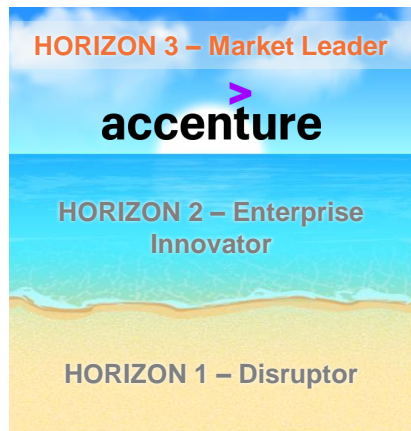 HORIZON 3 – Market Leader
accenture
HORIZON 2 – Enterprise
Innovator
HORIZON 1 – Disruptor